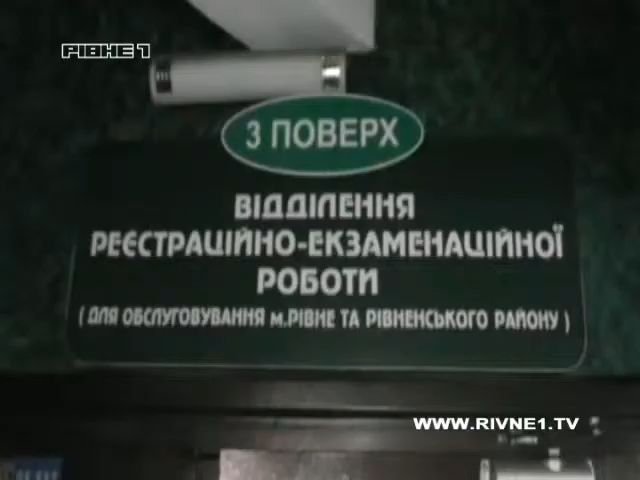 РІВНЕ 1
3 ПОВЕРХ
ВІДДІЛЕННЯ
РЕЄСТРАЦІЙНО-ЕКЗАМЕНАЦІЙНОЇ
РОБОТИ
( ДЛЯ ОБСЛУГОВУВАННЯ м.РІВНЕ ТА РІВНЕНСЬКОГО РАЙОНУ )
WWW.RIVNE1.TV